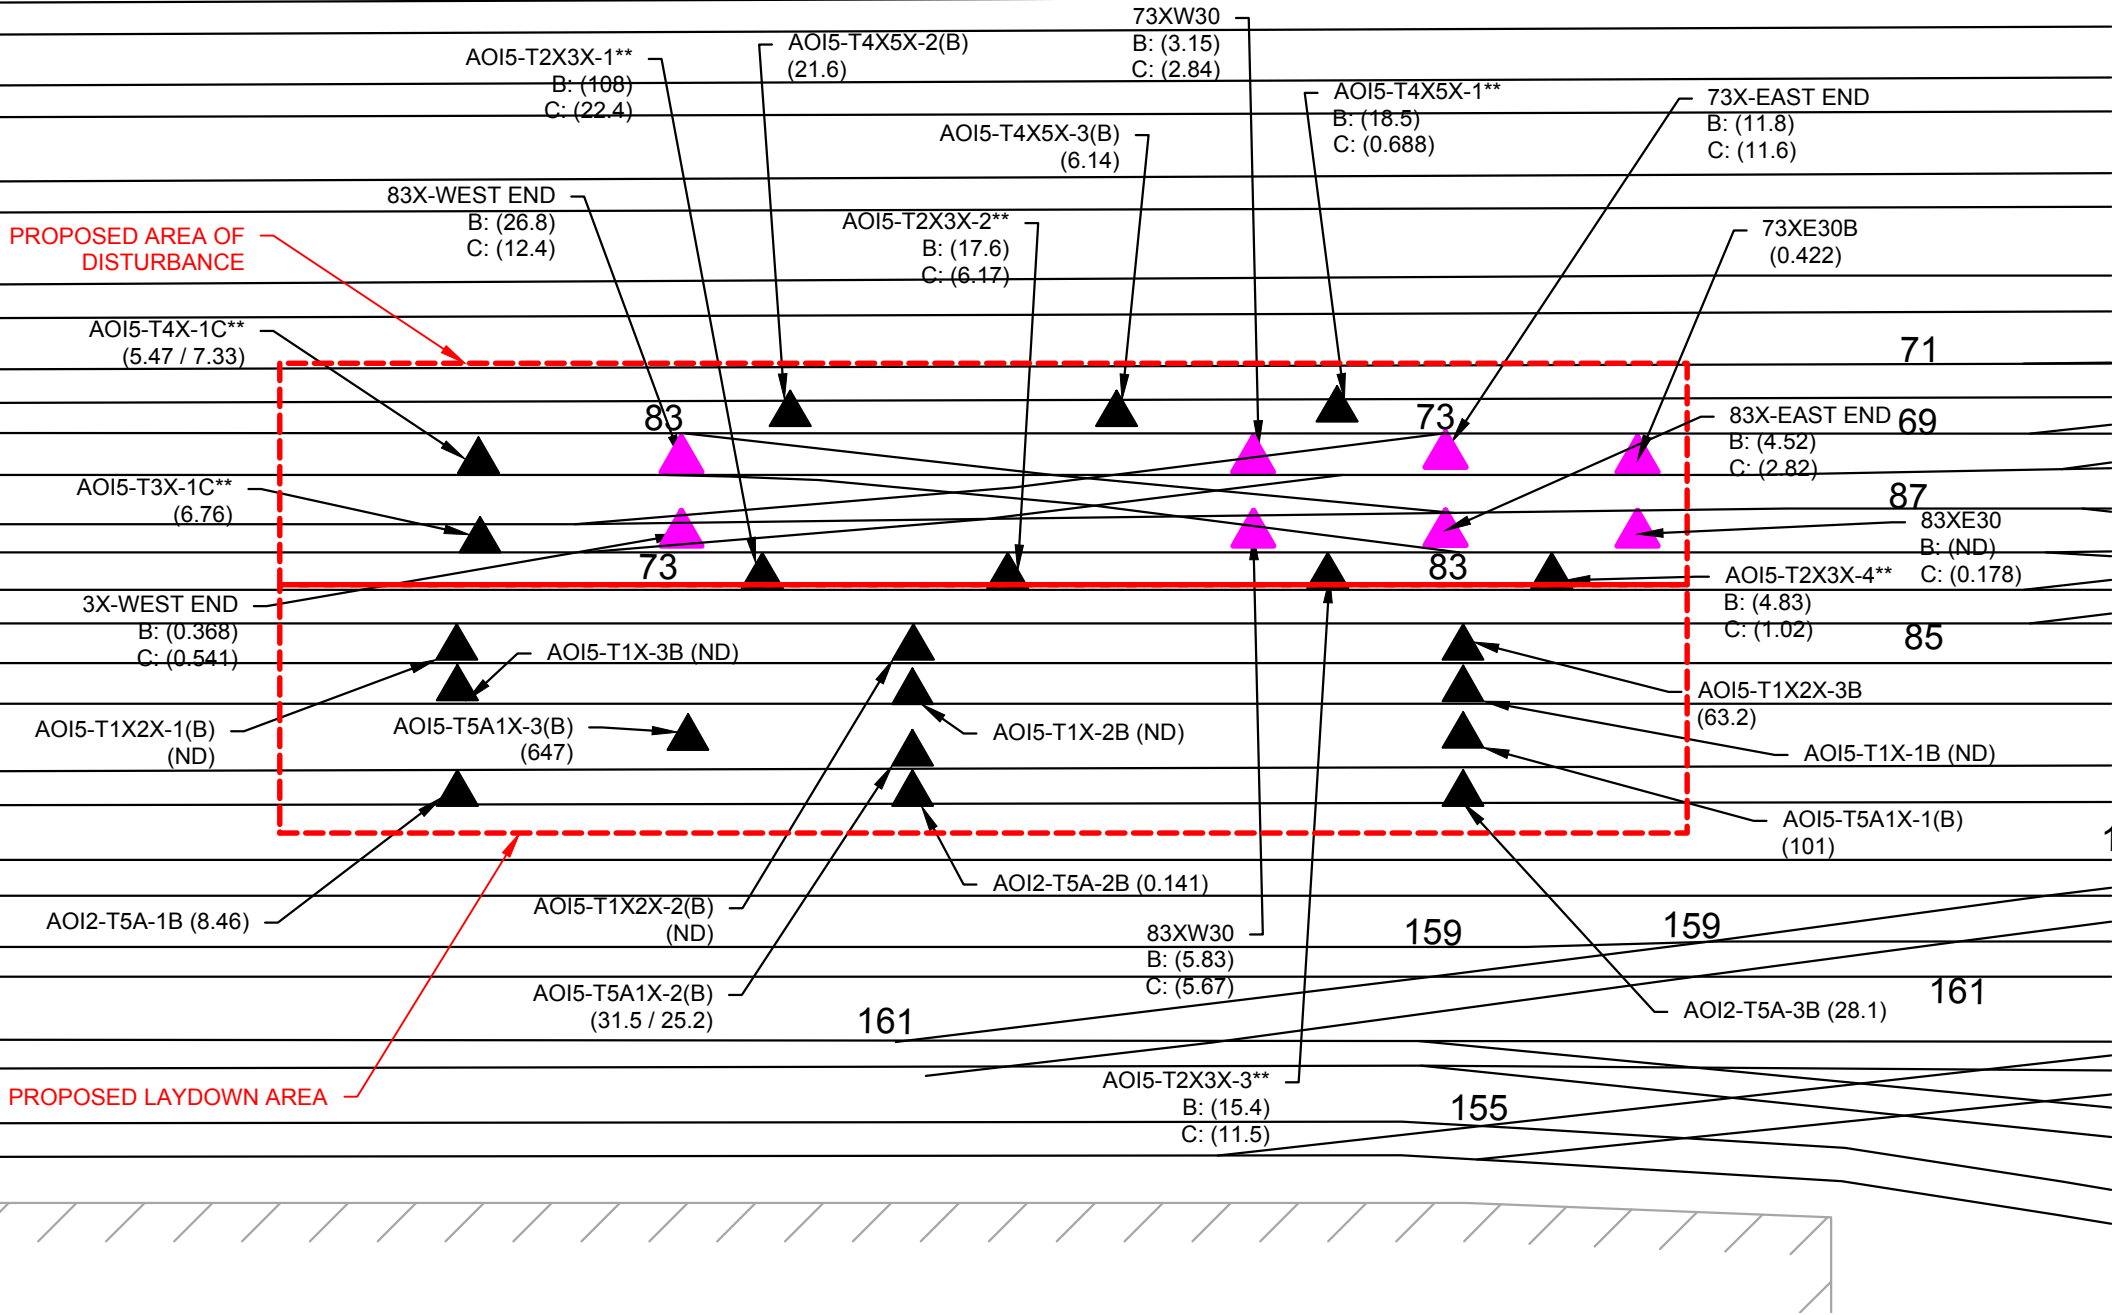 73XW30
B: (3.15)
C: (2.84)
AOI5-T2X3X-1**
B: (108)
C: (22.4)
AOI5-T4X5X-2(B)
(21.6)
AOI5-T4X5X-1**
B: (18.5)
C: (0.688)
73X-EAST END
B: (11.8)
C: (11.6)
AOI5-T4X5X-3(B)
(6.14)
83X-WEST END
B: (26.8)
C: (12.4)
AOI5-T2X3X-2**
B: (17.6)
C: (6.17)
73XE30B
(0.422)
PROPOSED AREA OF
DISTURBANCE
AOI5-T4X-1C**
(5.47 / 7.33)
71
83
73
83X-EAST END
B: (4.52)
C: (2.82)
69
AOI5-T3X-1C**
(6.76)
87
83XE30
B: (ND)
C: (0.178)
73
83
AOI5-T2X3X-4**
B: (4.83)
C: (1.02)
3X-WEST END
B: (0.368)
C: (0.541)
85
AOI5-T1X-3B (ND)
AOI5-T1X2X-3B
(63.2)
AOI5-T1X2X-1(B)
(ND)
AOI5-T5A1X-3(B)
(647)
AOI5-T1X-2B (ND)
AOI5-T1X-1B (ND)
AOI5-T5A1X-1(B)
(101)
1
AOI2-T5A-2B (0.141)
AOI2-T5A-1B (8.46)
AOI5-T1X2X-2(B)
(ND)
83XW30
B: (5.83)
C: (5.67)
159
159
AOI5-T5A1X-2(B)
(31.5 / 25.2)
161
161
AOI2-T5A-3B (28.1)
PROPOSED LAYDOWN AREA
AOI5-T2X3X-3**
B: (15.4)
C: (11.5)
155